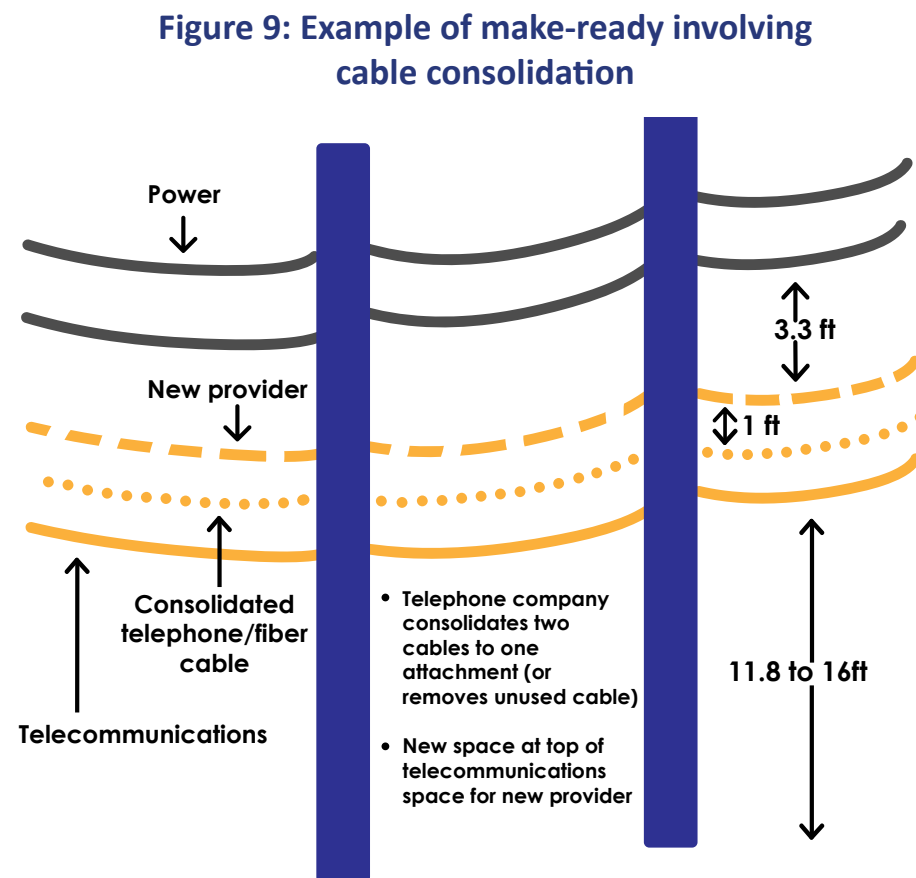 Figure 9: Example of make-ready involving
cable consolidation
Power
3.3 ft
New provider
1 ft
Consolidated
telephone/fiber
cable
Telecommunications
• Telephone company
consolidates two
cables to one
attachment (or
removes unused cable)
• New space at top of
telecommunications
space for new provider
11.8 to 16ft